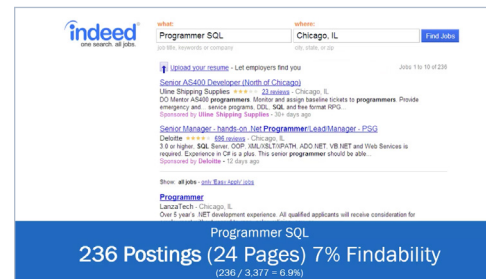 what:
where:
indeed
one search. all jobs.
Programmer SQL
Chicago, IL
Find Jobs
job title, keywords or company
city, state, or zip
Upload your resume - Let employers find you
Jobs 1 to 10 of 236
Senior AS400 Developer (North of Chicago)
Uline Shipping Supplies 23 reviews - Chicago, IL
DO Mentor AS400 programmers. Monitor and assign baseline tickets to programmers. Provide
emergency and... service programs, DDL, SQL and free format RPG...
Sponsored by Uline Shipping Supplies - 30+ days ago
Senior Manager - hands-on .Net Programmer/Lead/Manager - PSG
Deloitte 696 reviews - Chicago, IL
3.0 or higher, SQL Server, OOP, XML/XSLT/XPATH, ADO.NET, VB.NET and Web Services is
required. Experience in C# is a plus. This senior programmer should be able...
Sponsored by Deloitte - 12 days ago
Show: all jobs - only 'Easy Apply' jobs
Programmer
LanzaTech - Chicago, IL
Over 5 year's .NET development experience. All qualified applicants will receive consideration for
Programmer SQL
236 Postings (24 Pages) 7% Findability
(236 / 3,377 = 6.9%)